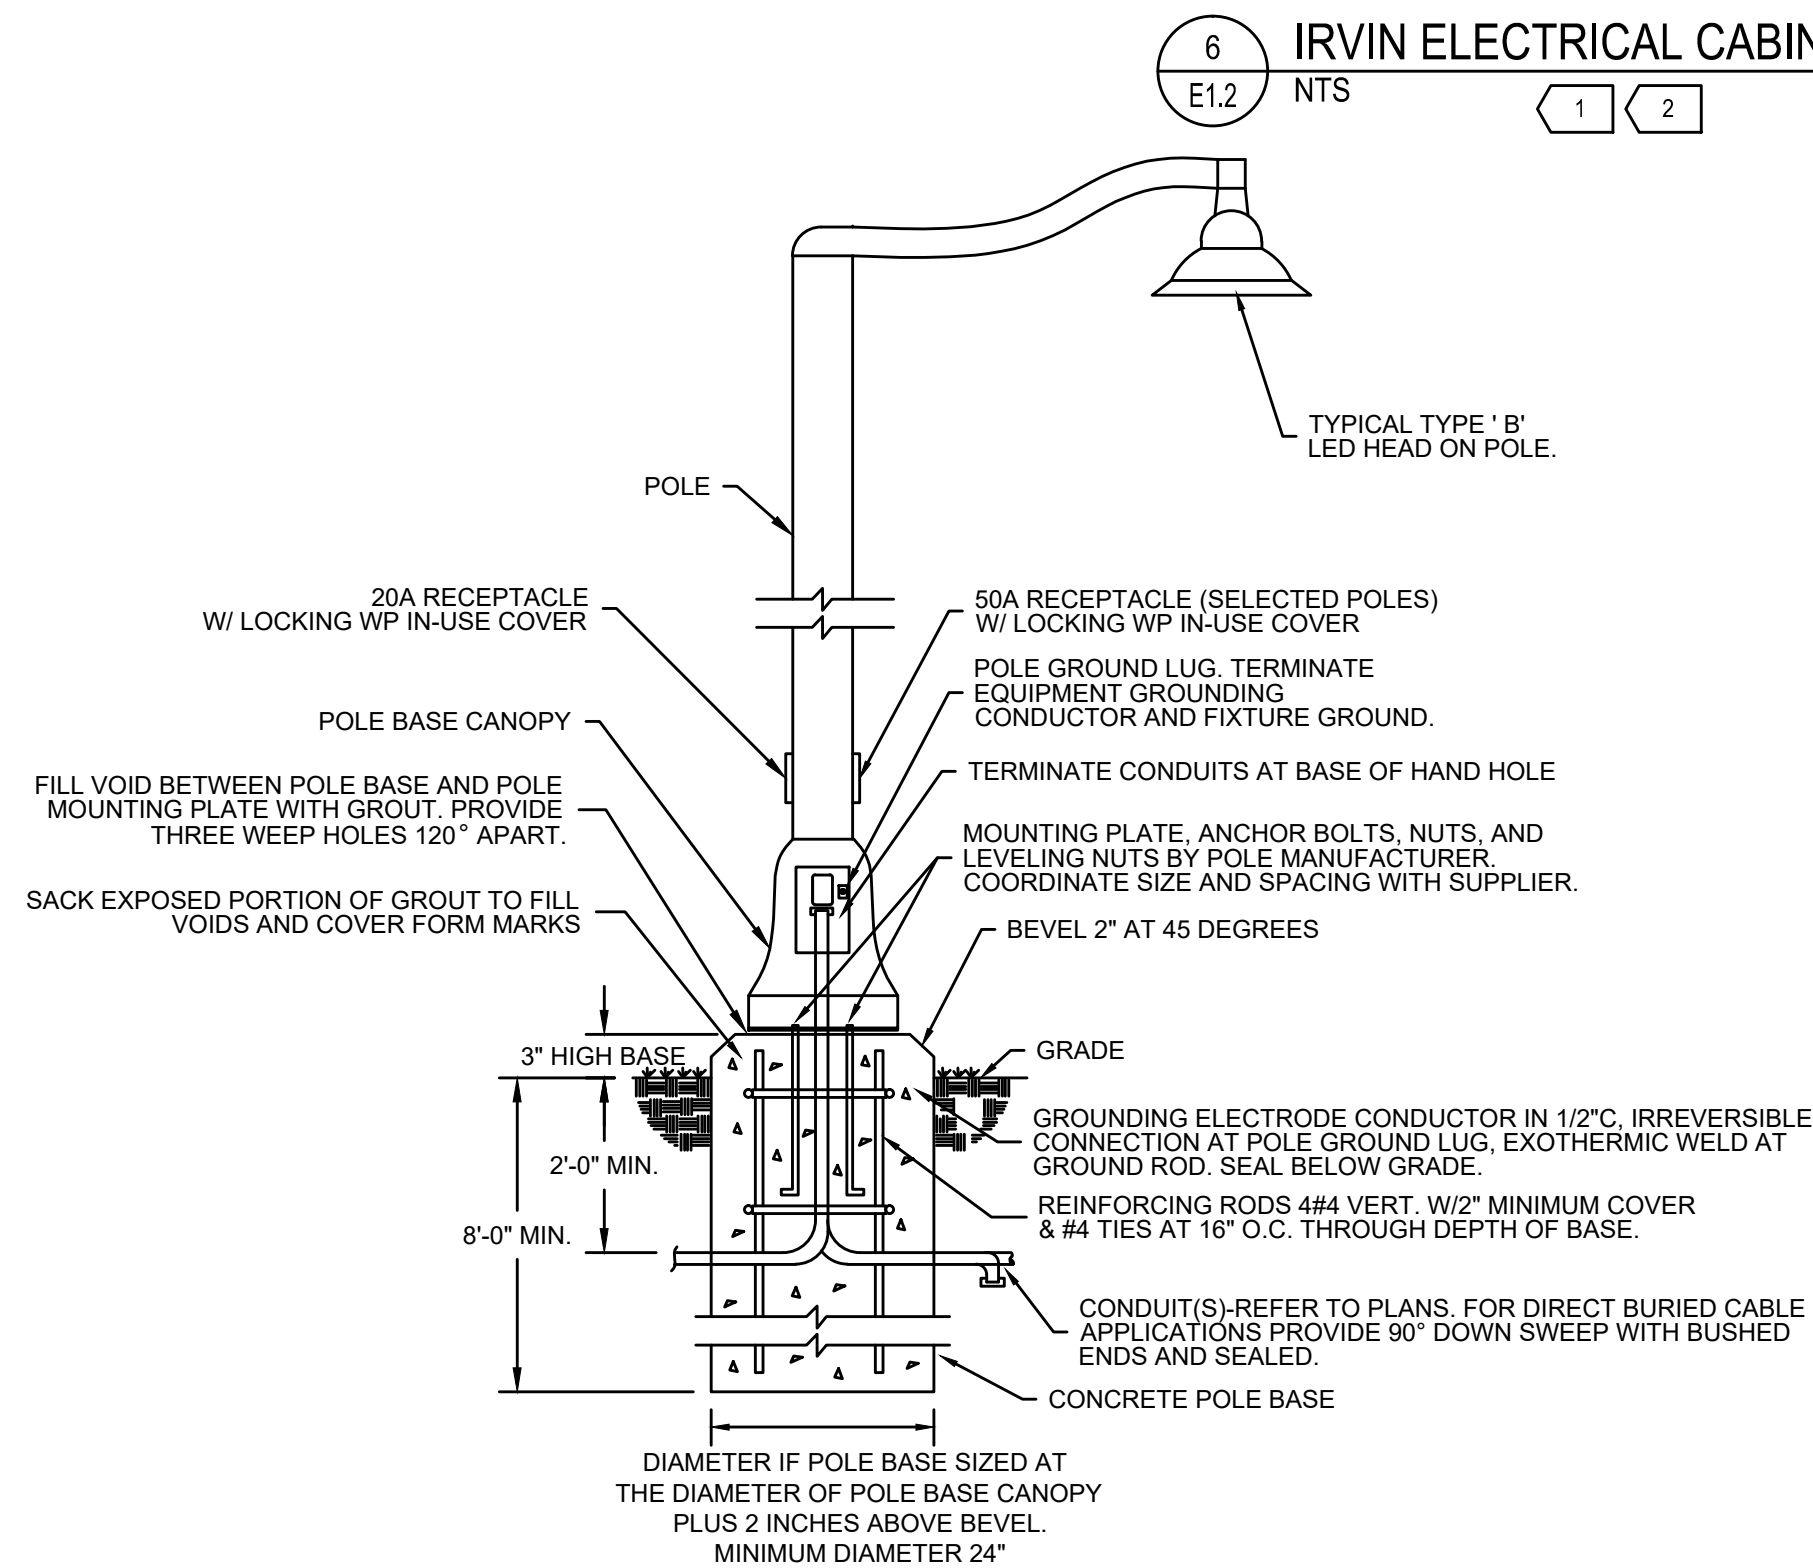 6
E1.2
IRVIN ELECTRICAL CABIN
NTS
1
2
TYPICAL TYPE ' B'
LED HEAD ON POLE.
POLE
20A RECEPTACLE
W/ LOCKING WP IN-USE COVER
50A RECEPTACLE (SELECTED POLES)
W/ LOCKING WP IN-USE COVER
POLE GROUND LUG. TERMINATE
EQUIPMENT GROUNDING
CONDUCTOR AND FIXTURE GROUND.
POLE BASE CANOPY
TERMINATE CONDUITS AT BASE OF HAND HOLE
FILL VOID BETWEEN POLE BASE AND POLE
MOUNTING PLATE WITH GROUT. PROVIDE
THREE WEEP HOLES 120° APART.
MOUNTING PLATE, ANCHOR BOLTS, NUTS, AND
LEVELING NUTS BY POLE MANUFACTURER.
COORDINATE SIZE AND SPACING WITH SUPPLIER.
SACK EXPOSED PORTION OF GROUT TO FILL
VOIDS AND COVER FORM MARKS
BEVEL 2" AT 45 DEGREES
3" HIGH BASE
GRADE
GROUNDING ELECTRODE CONDUCTOR IN 1/2"C, IRREVERSIBLE
CONNECTION AT POLE GROUND LUG, EXOTHERMIC WELD AT
GROUND ROD. SEAL BELOW GRADE.
2'-0" MIN.
REINFORCING RODS 4#4 VERT. W/2" MINIMUM COVER
& #4 TIES AT 16" O.C. THROUGH DEPTH OF BASE.
8'-0" MIN.
CONDUIT(S)-REFER TO PLANS. FOR DIRECT BURIED CABLE
APPLICATIONS PROVIDE 90° DOWN SWEEP WITH BUSHED
ENDS AND SEALED.
CONCRETE POLE BASE
DIAMETER IF POLE BASE SIZED AT
THE DIAMETER OF POLE BASE CANOPY
PLUS 2 INCHES ABOVE BEVEL.
MINIMUM DIAMETER 24"